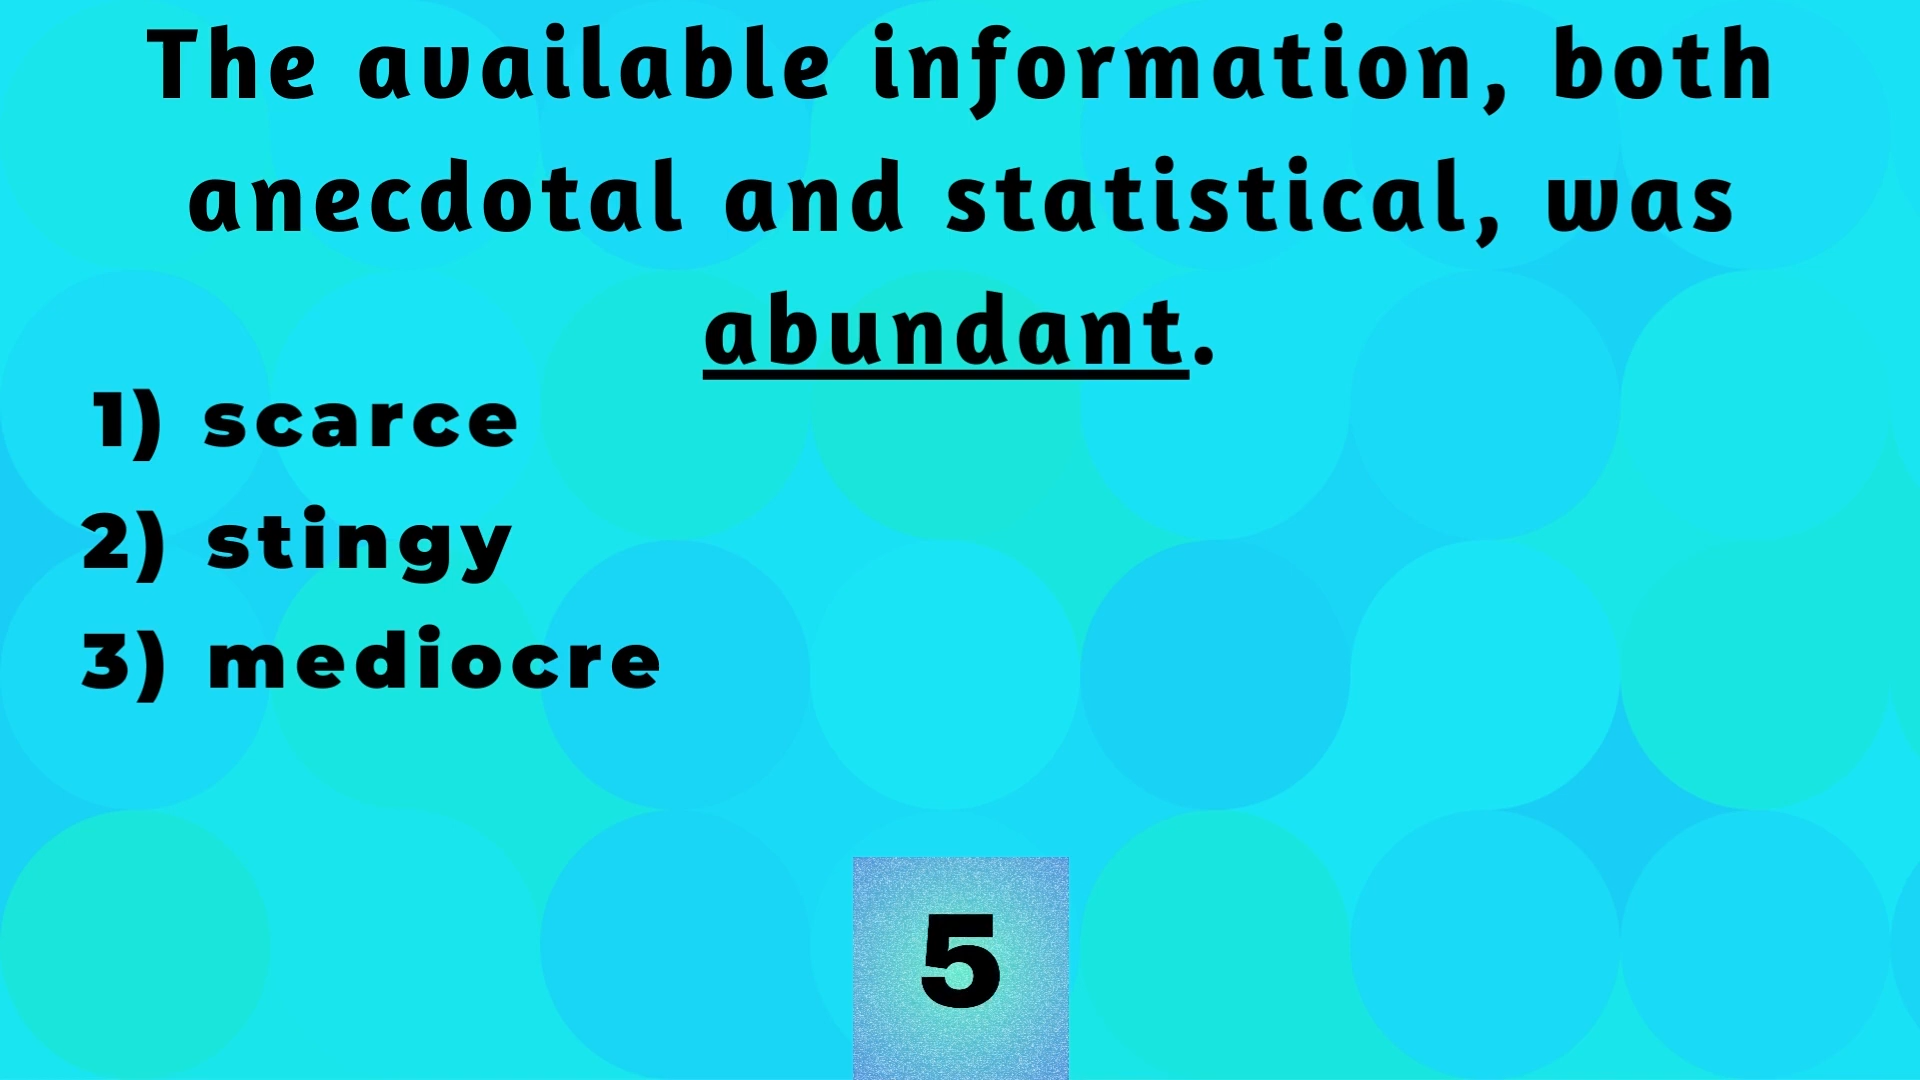 The available information, both
anecdotal and statistical, was
abundant.
1) scarce
2) stingy
3) mediocre
5